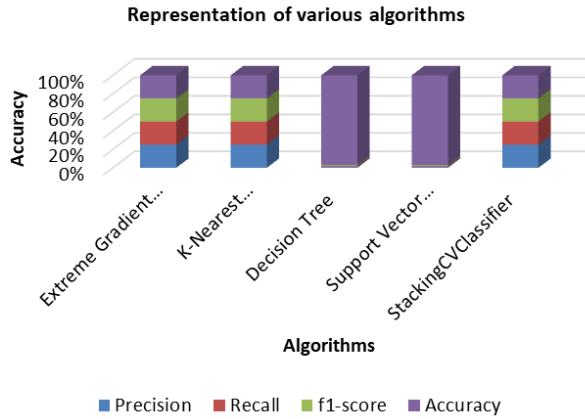 Representation of various algorithms
Accuracy
100%
80%
60%
40%
20%
0%
Extreme Gradient...
K-Nearest...
Decision Tree
Support Vector...
StackingCVClassifier
Algorithms
Precision Recall f1-score Accuracy